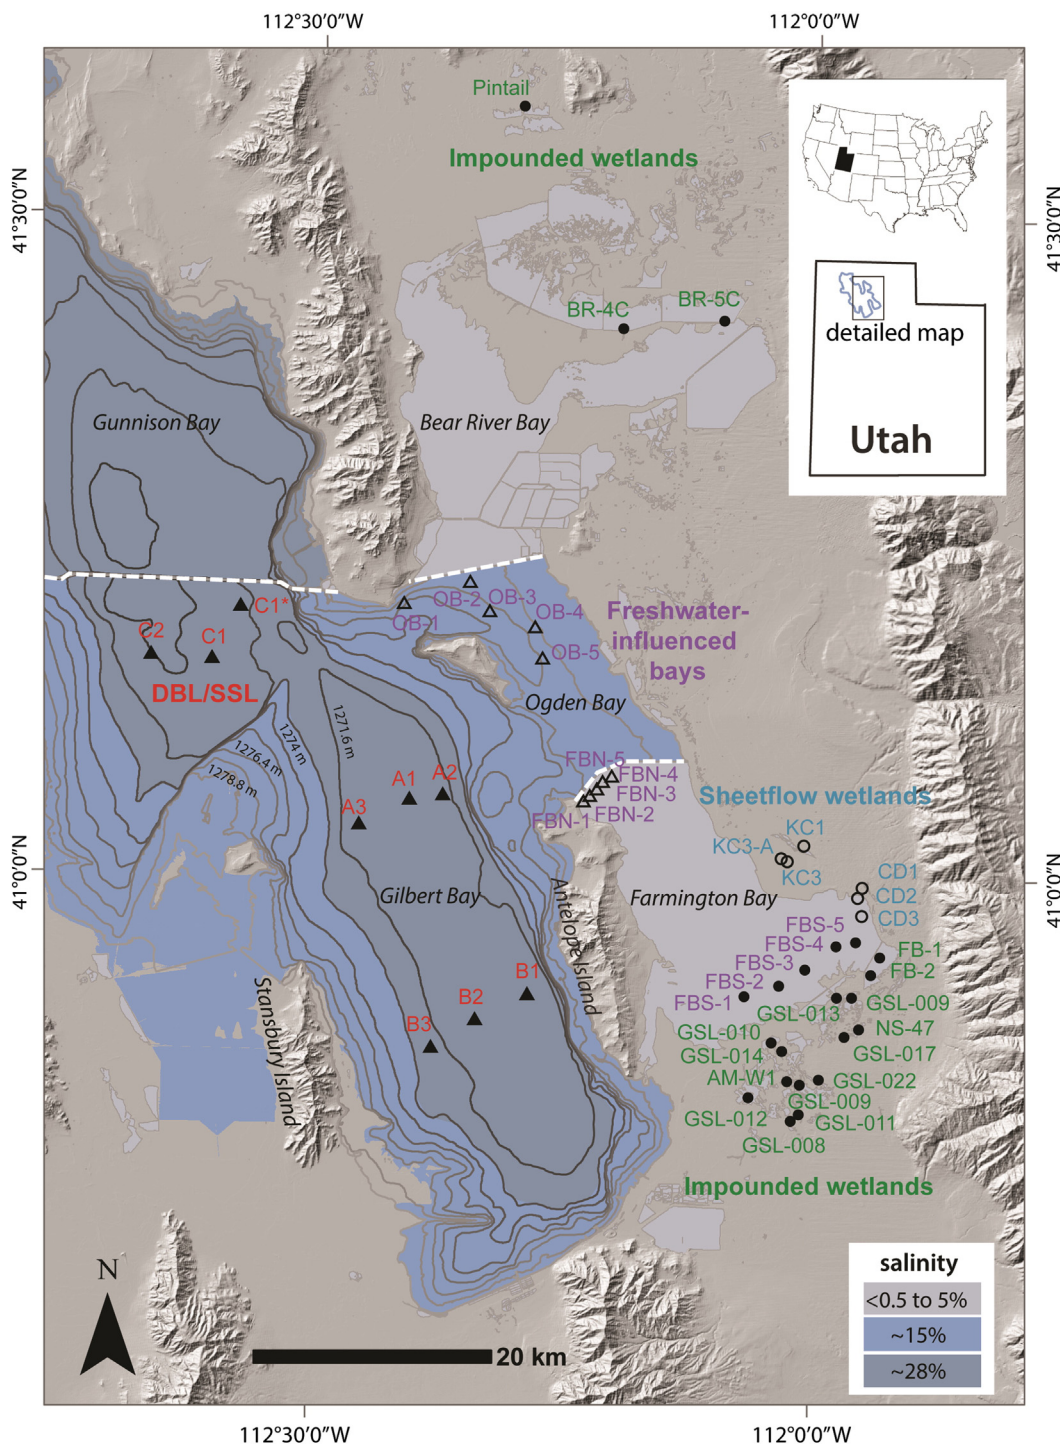 112°30'0"W
112°0'0"W
Pintail
Impounded wetlands
41°30'0"N
41°30'0"N
BR-4C
BR-5C
detailed map
Utah
Gunnison Bay
Bear River Bay
C1*
C2
C1
DBL/SSL
OB-1
OB-2
OB-3
OB-4
OB-5
Freshwater-
influenced
bays
Ogden Bay
1271.6 m
1274 m
1276.4 m
1278.8 m
A1
A2
A3
FBN-5
FBN-4
FBN-3
FBN-2
FBN-1
Sheetflow wetlands
KC1
KC3-A
KC3
CD1
CD2
CD3
41°0'0"N
41°0'0"N
Gilbert Bay
Antelope Island
Farmington Bay
FBS-5
FBS-4
FBS-3
FBS-2
FBS-1
FB-1
FB-2
B1
B2
B3
Stansbury Island
GSL-013
GSL-009
GSL-010
NS-47
GSL-014
GSL-017
AM-W1
GSL-022
GSL-009
GSL-012
GSL-011
GSL-008
Impounded wetlands
N
20 km
salinity
<0.5 to 5%
~15%
~28%
112°30'0"W
112°0'0"W